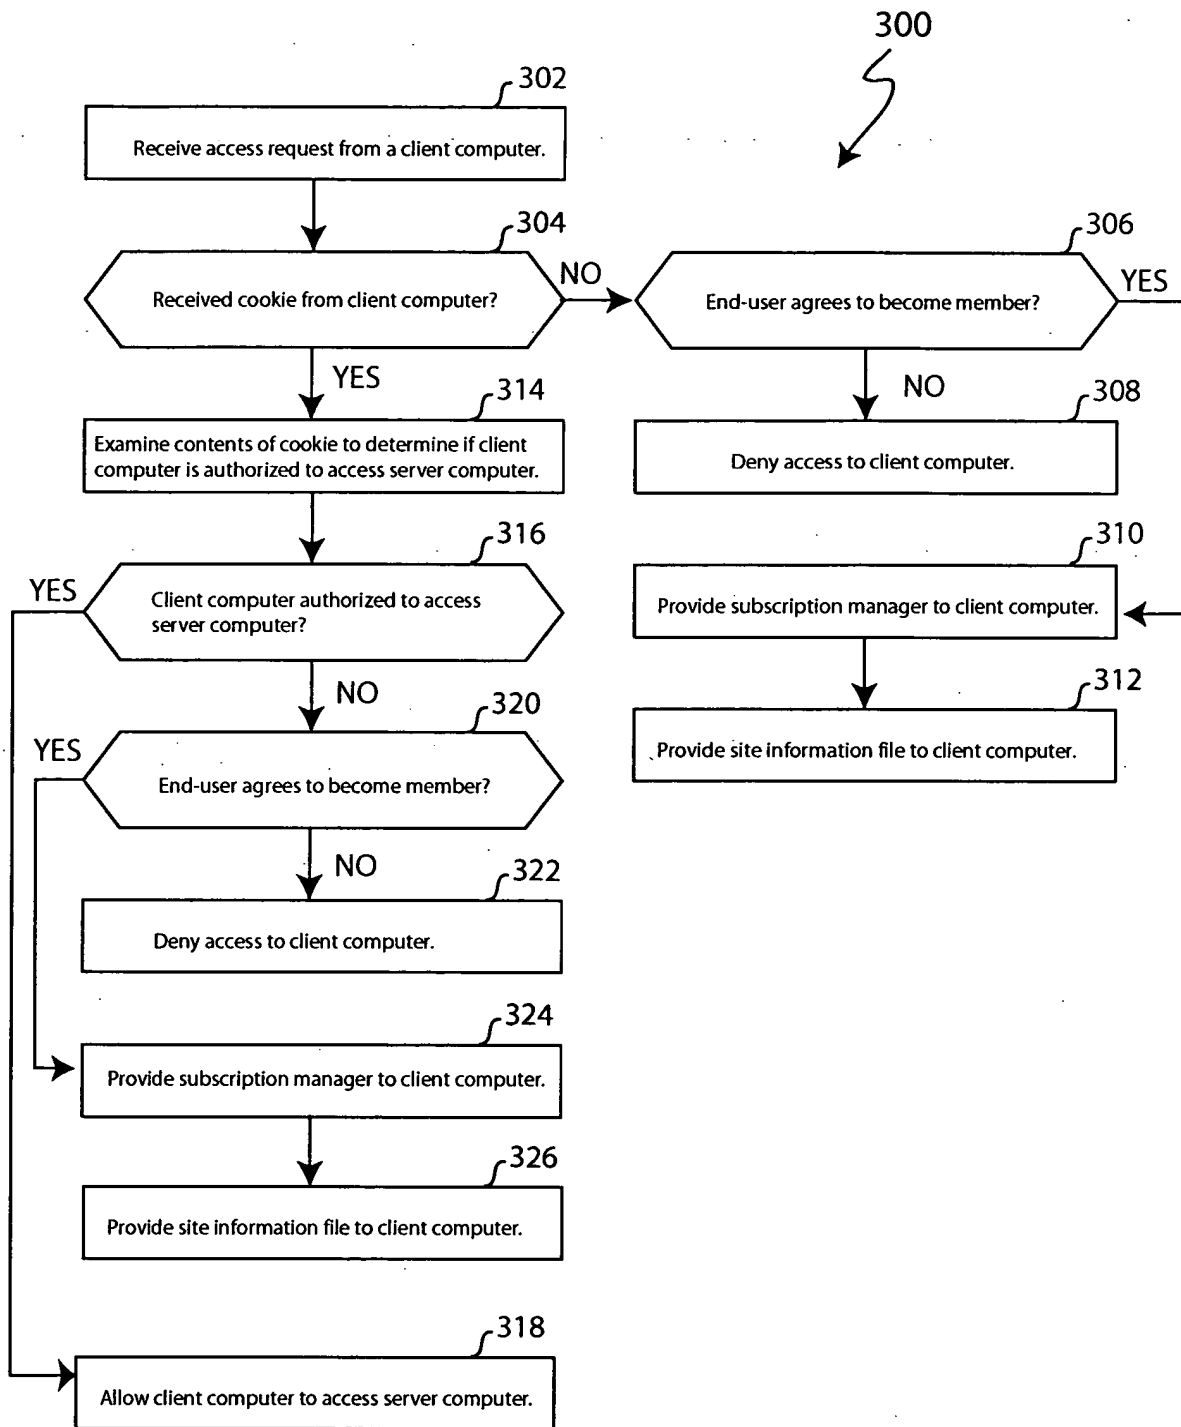 300
302
Receive access request from a client computer.
304
Received cookie from client computer?
NO
306
End-user agrees to become member?
YES
YES
NO
314
Examine contents of cookie to determine if client
computer is authorized to access server computer.
308
Deny access to client computer.
316
YES
Client computer authorized to access
server computer?
310
Provide subscription manager to client computer.
NO
312
Provide site information file to client computer.
320
YES
End-user agrees to become member?
NO
322
Deny access to client computer.
324
Provide subscription manager to client computer.
326
Provide site information file to client computer.
318
Allow client computer to access server computer.